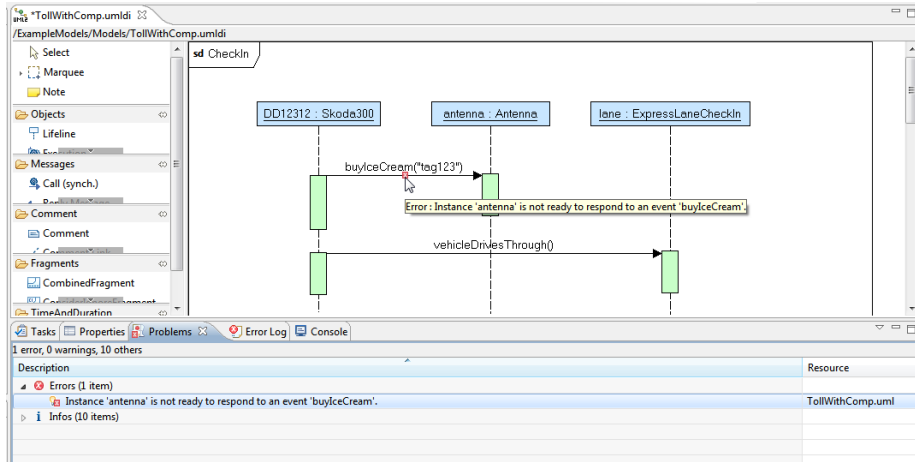 *TollWithComp.umldi
/ExampleModels/Models/TollWithComp.umldi
Select
Marquee
Note
Objects
Lifeline
Messages
Call (synch.)
Comment
Comment
Fragments
CombinedFragment
TimeAndDuration
sd CheckIn
DD12312 : Skoda300
antenna : Antenna
lane : ExpressLaneCheckIn
buyIceCream("tag123")
Error : Instance 'antenna' is not ready to respond to an event 'buyIceCream'.
vehicleDrivesThrough()
Tasks Properties Problems Error Log Console
1 error, 0 warnings, 10 others
Description Resource
Errors (1 item)
Instance 'antenna' is not ready to respond to an event 'buyIceCream'. TollWithComp.uml
Infos (10 items)